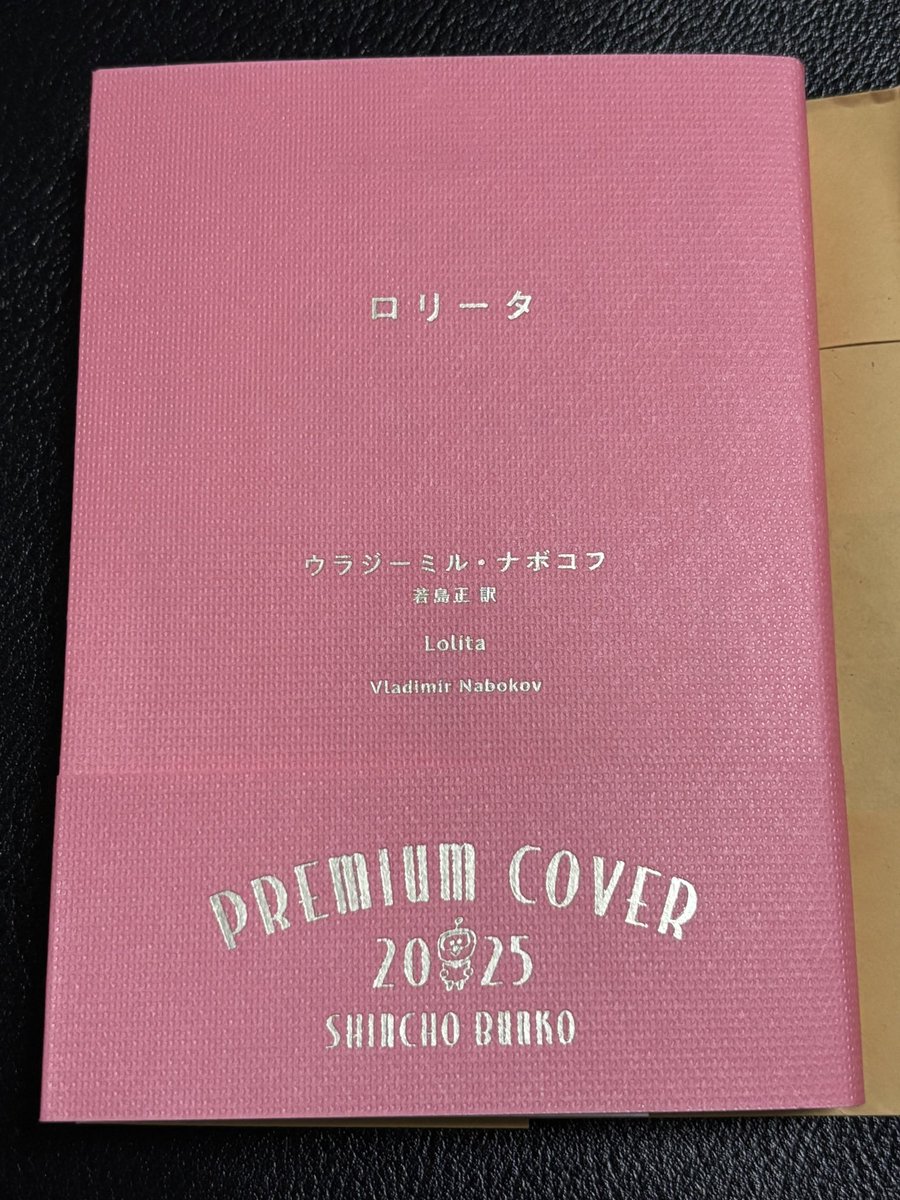 ロリータ
ウラジーミル・ナボコフ
若島正 訳
Lolita
Vladimir Nabokov
PREMIUM COVER
2025
SHINCHO BUNKO